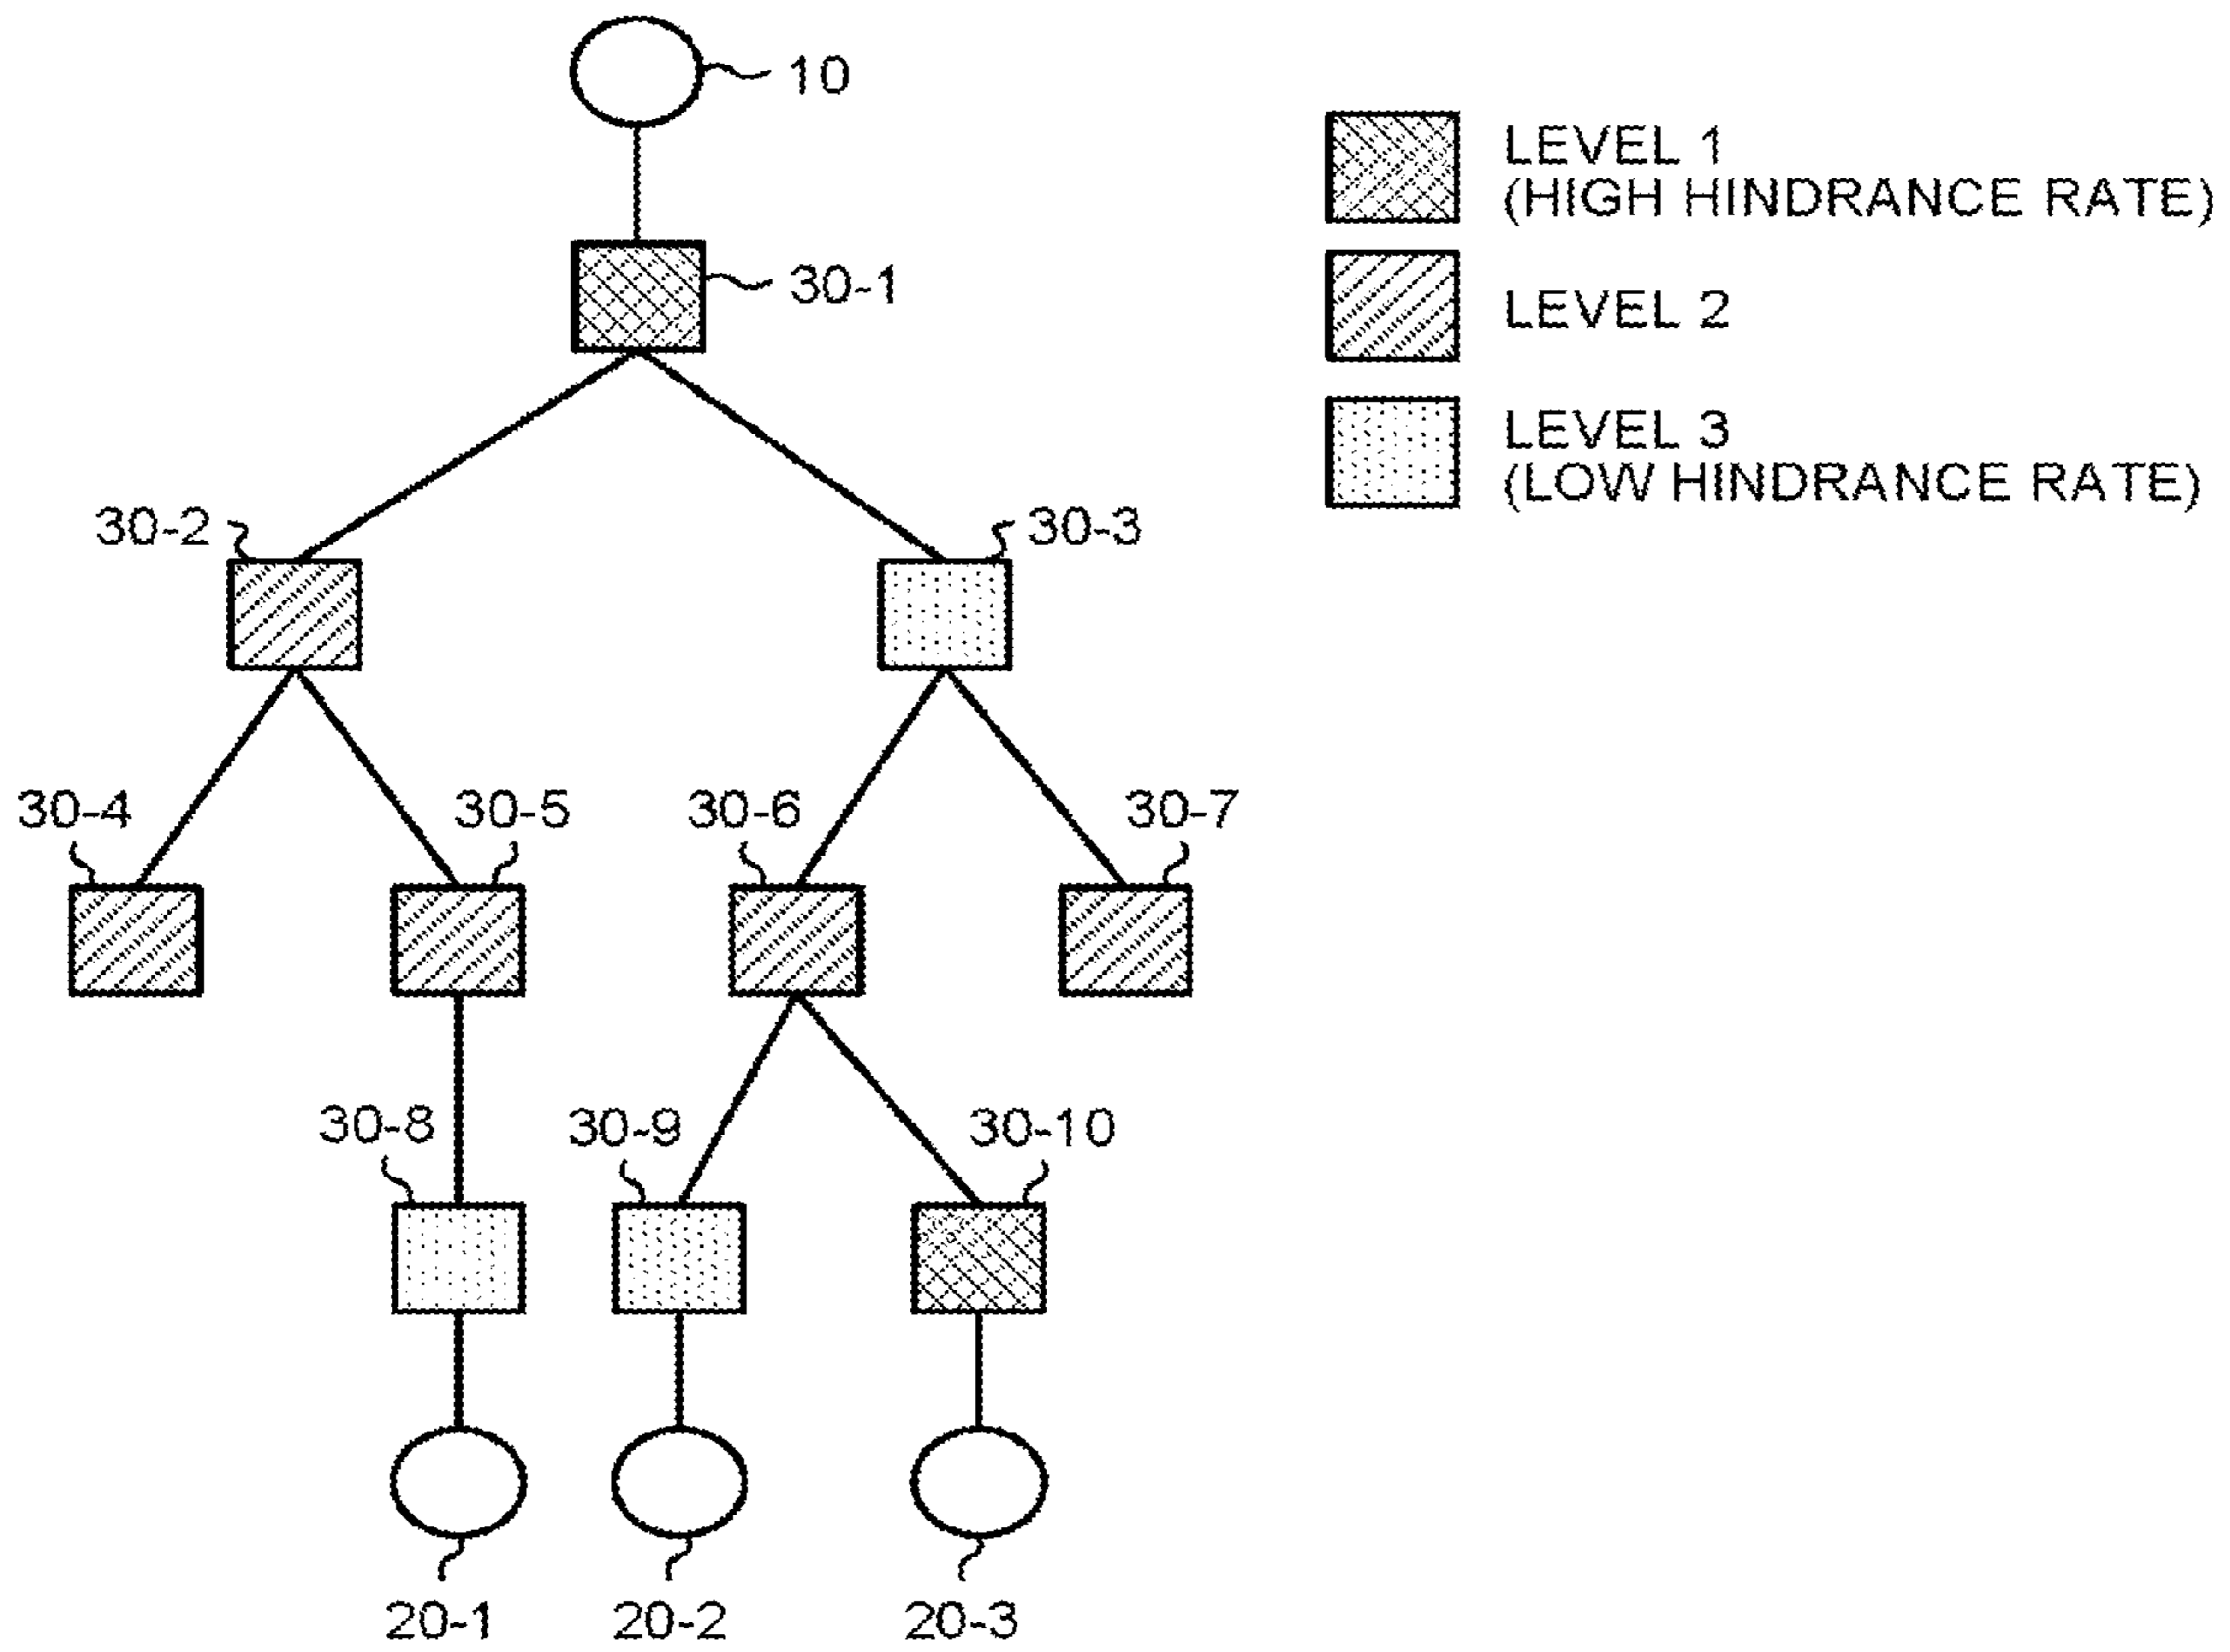 10
LEVEL 1
(HIGH HINDRANCE RATE)
30-1
LEVEL 2
LEVEL 3
(LOW HINDRANCE RATE)
30-2
30-3
30-4
30-5
30-6
30-7
30-8
30-9
30-10
20-1
20-2
20-3